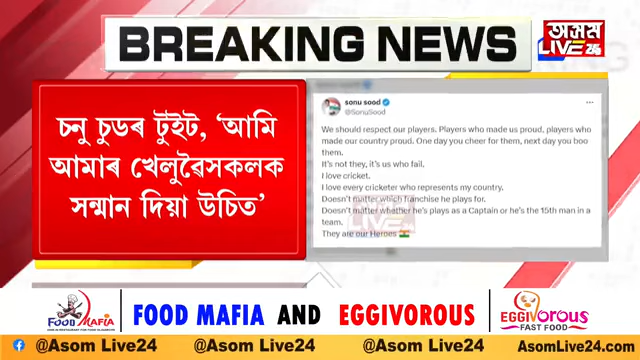 BREAKING NEWS
অসম
LIVE 24
চনু চুডৰ টুইট, ‘আমি
আমাৰ খেলুৱৈসকলক
সন্মান দিয়া উচিত’
sonu sood
@SonuSood
We should respect our players. Players who made us proud, players who
made our country proud. One day you cheer for them, next day you boo
them.
It's not they, it's us who fail.
I love cricket.
I love every cricketer who represents my country.
Doesn't matter which franchise he plays for.
Doesn't matter whather he's plays as a Captain or he's the 15th man in a
team.
They are our Heroes
FOOD MAFIA
FOOD MAFIA AND EGGIVOROUS
EGGIVOROUS
FAST FOOD
@Asom Live24
@Asom Live24
AsomLive24.com